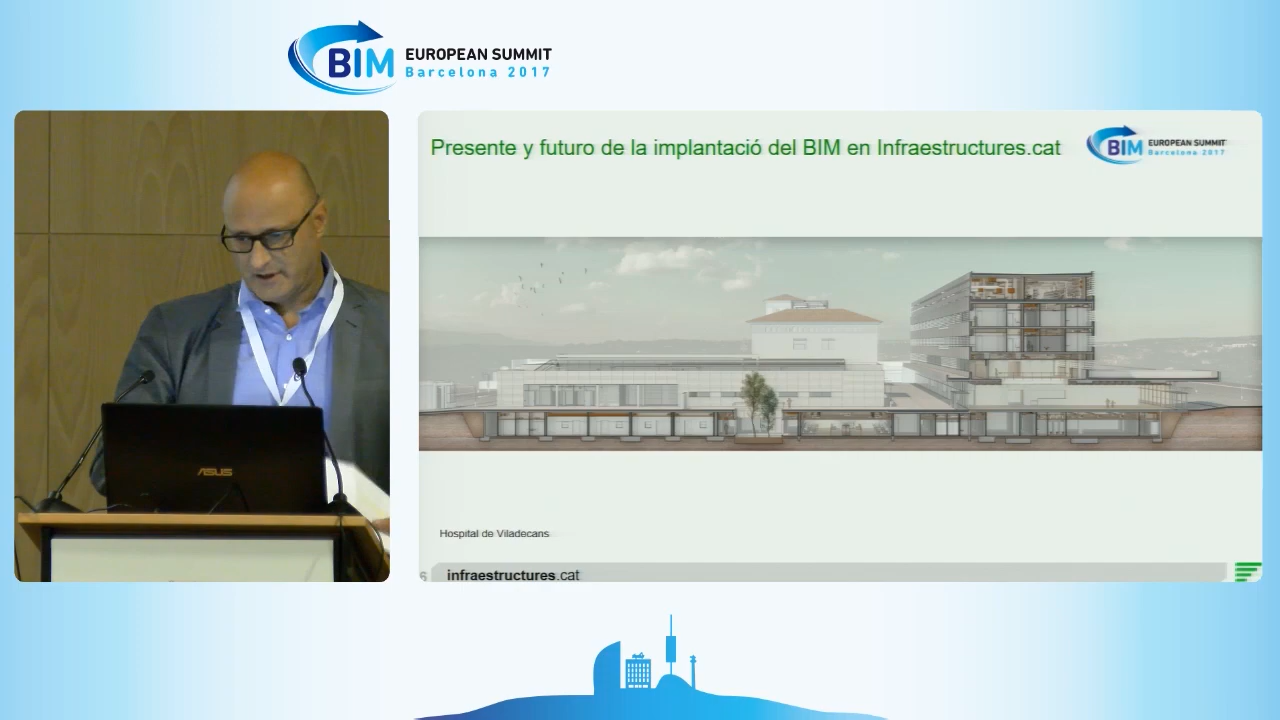 BIM EUROPEAN SUMMIT
Barcelona 2017
Presente y futuro de la implantació del BIM en Infraestructures.cat
BIM EUROPEAN SUMMIT
Barcelona 2017
ASUS
Hospital de Viladecans
6 infraestructures.cat